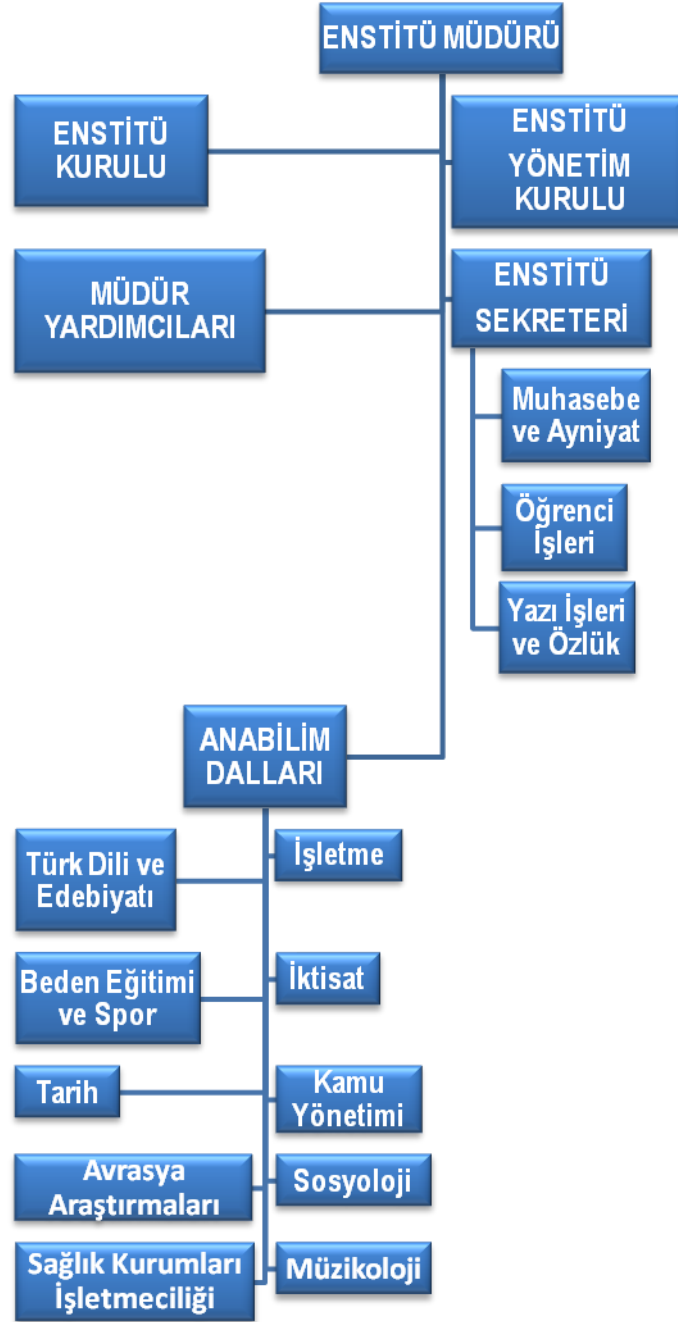 ENSTİTÜ MÜDÜRÜ
ENSTİTÜ
KURULU
ENSTİTÜ
YÖNETİM
KURULU
MÜDÜR
YARDIMCILARI
ENSTİTÜ
SEKRETERİ
Muhasebe
ve Ayniyat
Öğrenci
İşleri
Yazı İşleri
ve Özlük
ANABİLİM
DALLARI
Türk Dili ve
Edebiyatı
İşletme
Beden Eğitimi
ve Spor
İktisat
Tarih
Kamu
Yönetimi
Avrasya
Araştırmaları
Sosyoloji
Sağlık Kurumları
İşletmeciliği
Müzikoloji